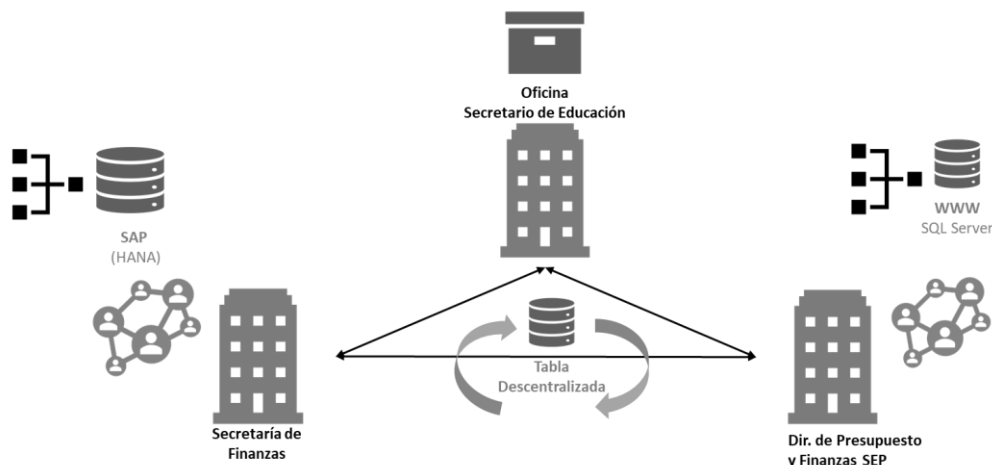 Oficina
Secretario de Educación
SAP
(HANA)
WWW
SQL Server
Tabla
Descentralizada
Secretaría de
Finanzas
Dir. de Presupuesto
y Finanzas SEP